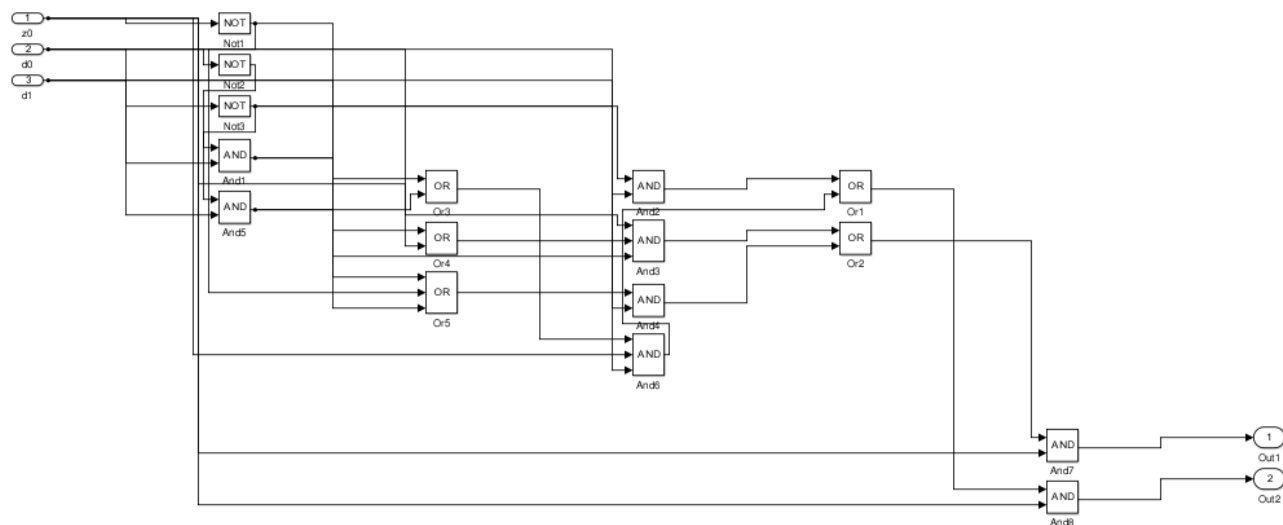 1
z0
2
d0
3
d1
NOT
Not1
NOT
Not2
NOT
Not3
AND
And1
AND
And5
OR
Or3
OR
Or4
OR
Or5
AND
And2
AND
And3
AND
And4
AND
And6
OR
Or1
OR
Or2
AND
And7
AND
And8
1
Out1
2
Out2